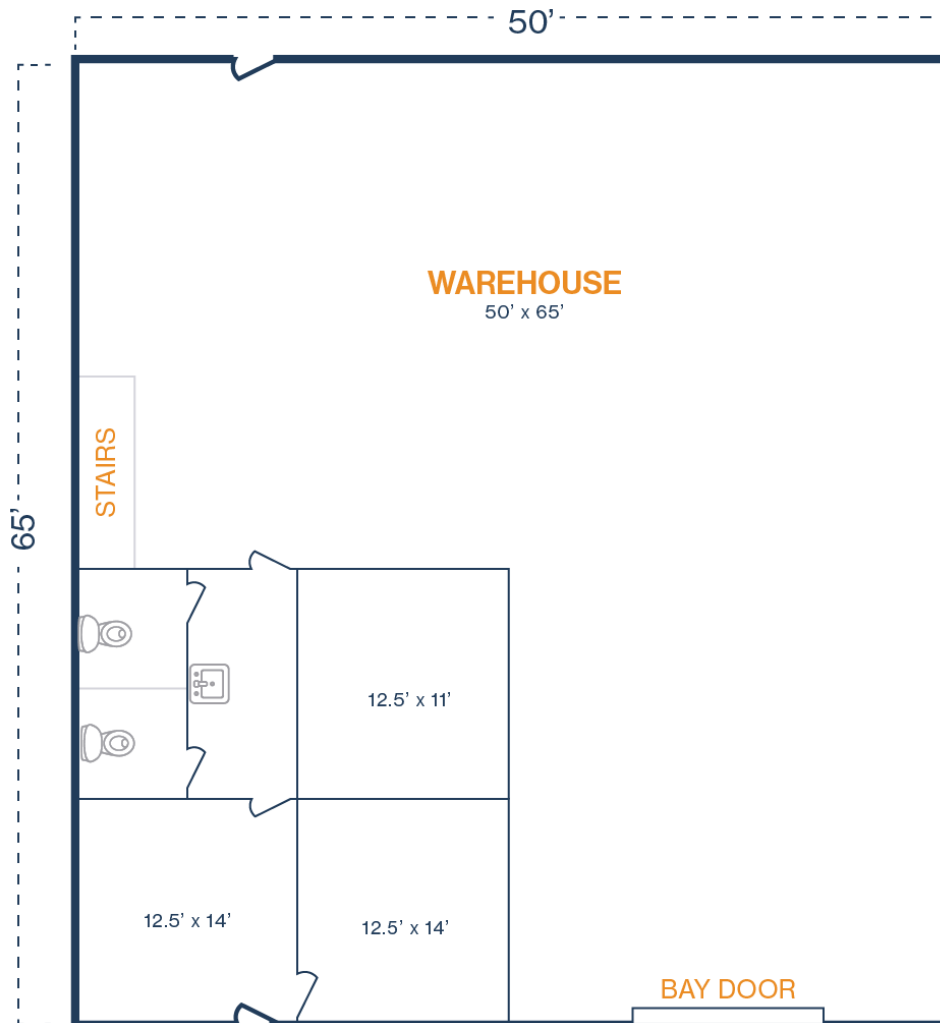 50’
WAREHOUSE
50’ x 65’
STAIRS
65’
12.5’ x 11’
12.5’ x 14’
12.5’ x 14’
BAY DOOR